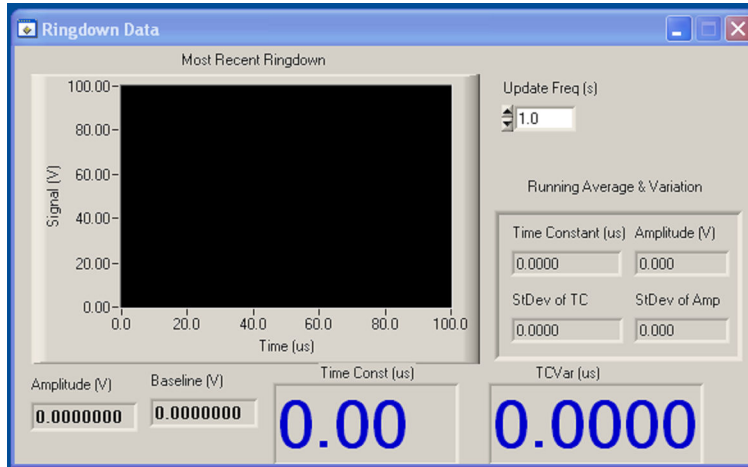 Ringdown Data
Most Recent Ringdown
100.00
80.00
60.00
40.00
20.00
0.00
Signal (V)
0.0 20.0 40.0 60.0 80.0 100.0
Time (us)
Update Freq (s)
1.0
Running Average & Variation
Time Constant (us) Amplitude (V)
0.0000 0.000
StDev of TC StDev of Amp
0.0000 0.000
Amplitude (V) Baseline (V) Time Const (us) TCVar (us)
0.0000000 0.0000000 0.00 0.0000